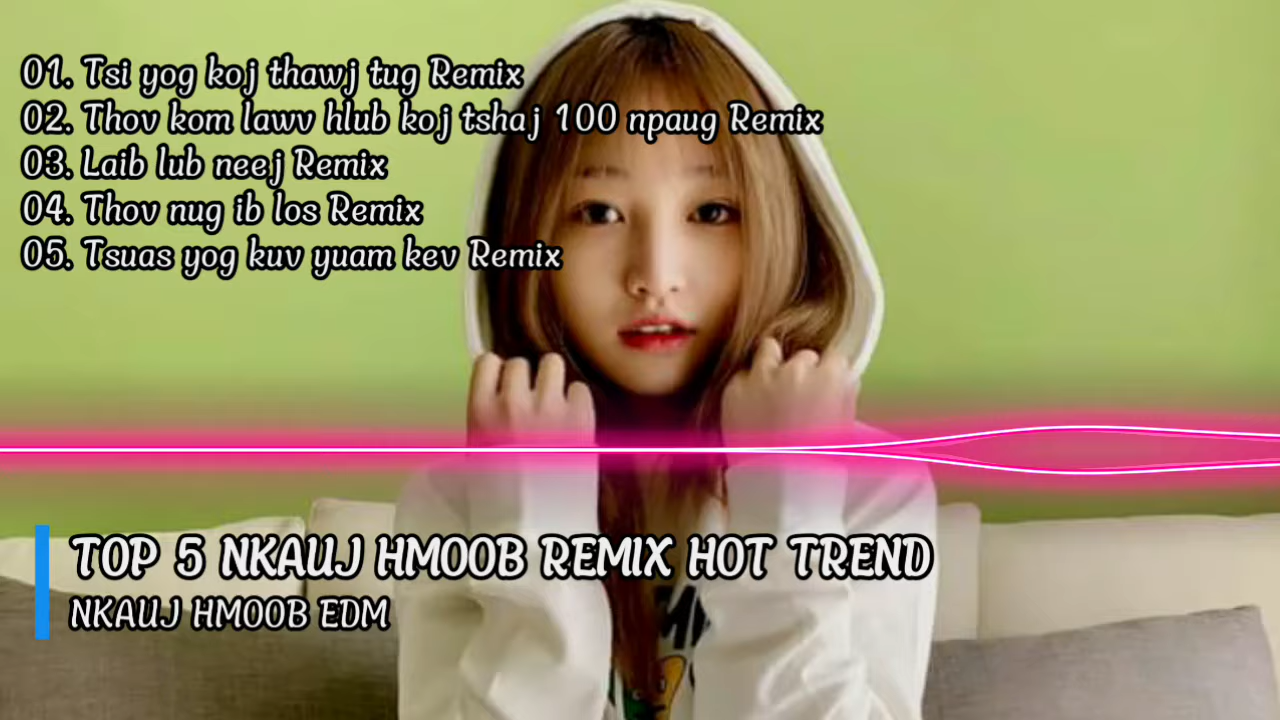 01. Tsi yog koj thawj tug Remix
02. Thov kom lawv hlub koj tshaj 100 npaug Remix
03. Laib lub neej Remix
04. Thov nug ib los Remix
05. Tsuas yog kuv yuam kev Remix
TOP 5 NKAUJ HMOOB REMIX HOT TREND
NKAUJ HMOOB EDM